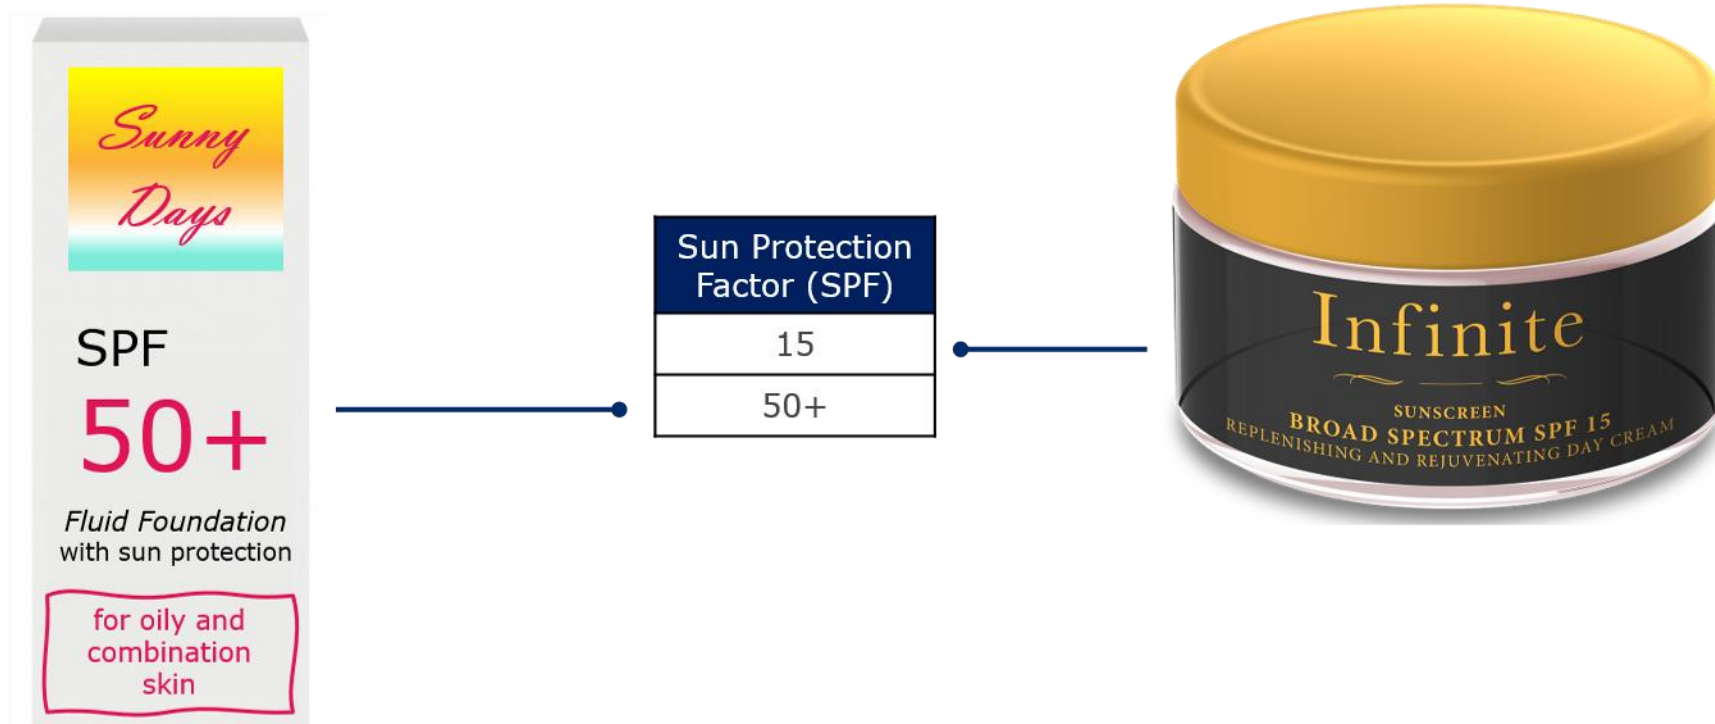 Sunny
Days
SPF
50+
Fluid Foundation
with sun protection
for oily and
combination
skin
Sun Protection
Factor (SPF)
15
50+
Infinite
SUNSCREEN
BROAD SPECTRUM SPF 15
REPLENISHING AND REJUVENATING DAY CREAM